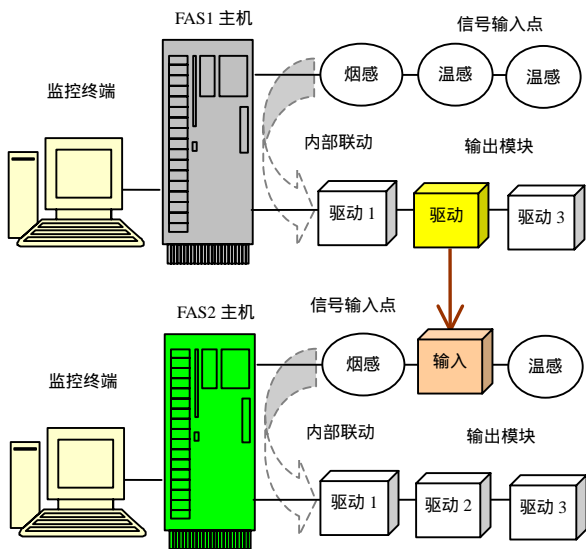 FAS1 主机
信号输入点
监控终端
烟感
温感
温感
内部联动
输出模块
驱动 1
驱动
驱动 3
FAS2 主机
信号输入点
监控终端
烟感
输入
温感
内部联动
输出模块
驱动 1
驱动 2
驱动 3